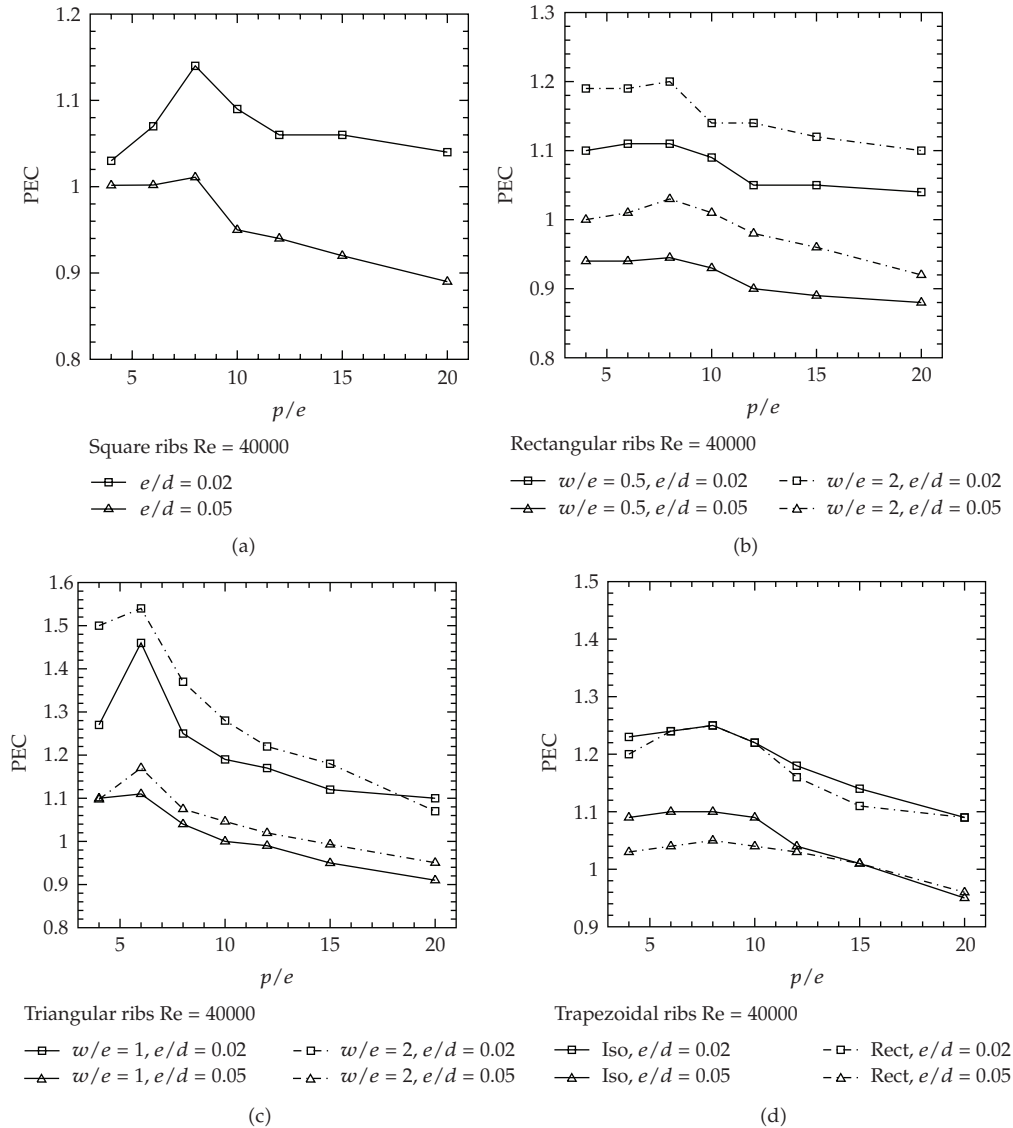 1.2
1.1
1
0.9
0.8
PEC
5 10 15 20
p/e
Square ribs Re = 40000
e/d = 0.02
e/d = 0.05
(a)
1.3
1.2
1.1
1
0.9
0.8
PEC
5 10 15 20
p/e
Rectangular ribs Re = 40000
w/e = 0.5, e/d = 0.02 w/e = 2, e/d = 0.02
w/e = 0.5, e/d = 0.05 w/e = 2, e/d = 0.05
(b)
1.6
1.5
1.4
1.3
1.2
1.1
1
0.9
0.8
PEC
5 10 15 20
p/e
Triangular ribs Re = 40000
w/e = 1, e/d = 0.02 w/e = 2, e/d = 0.02
w/e = 1, e/d = 0.05 w/e = 2, e/d = 0.05
(c)
1.5
1.4
1.3
1.2
1.1
1
0.9
PEC
5 10 15 20
p/e
Trapezoidal ribs Re = 40000
Iso, e/d = 0.02 Rect, e/d = 0.02
Iso, e/d = 0.05 Rect, e/d = 0.05
(d)